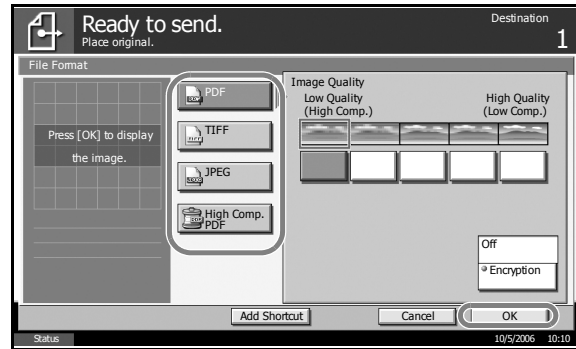 Ready to send.
Place original.
Destination
1
File Format
Press [OK] to display
the image.
PDF
TIFF
JPEG
High Comp.
PDF
Image Quality
Low Quality
(High Comp.)
High Quality
(Low Comp.)
Off
Encryption
Add Shortcut
Cancel
OK
Status
10/5/2006 10:10